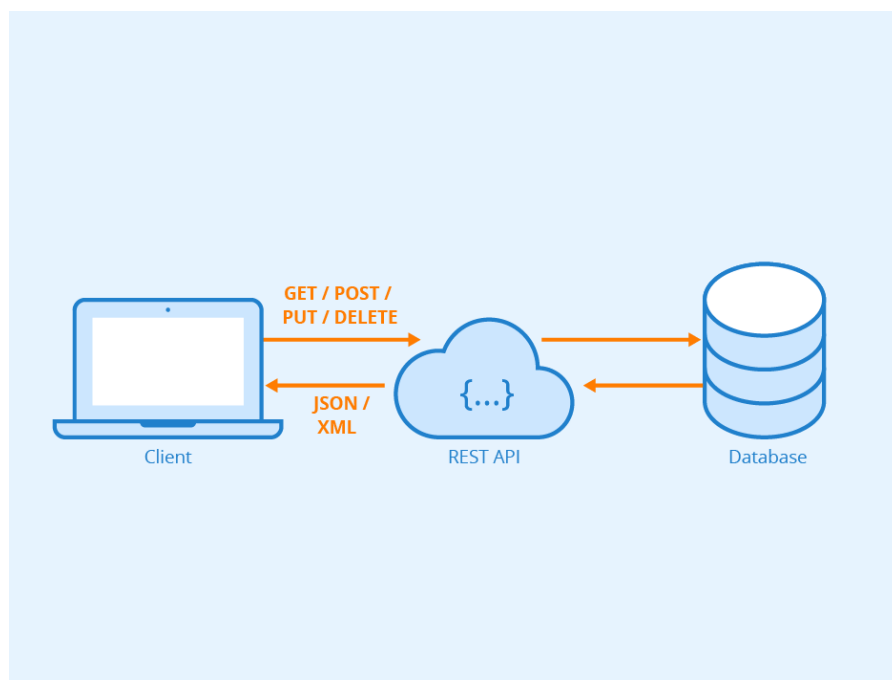 GET / POST /
PUT / DELETE
{...}
JSON /
XML
Client
REST API
Database